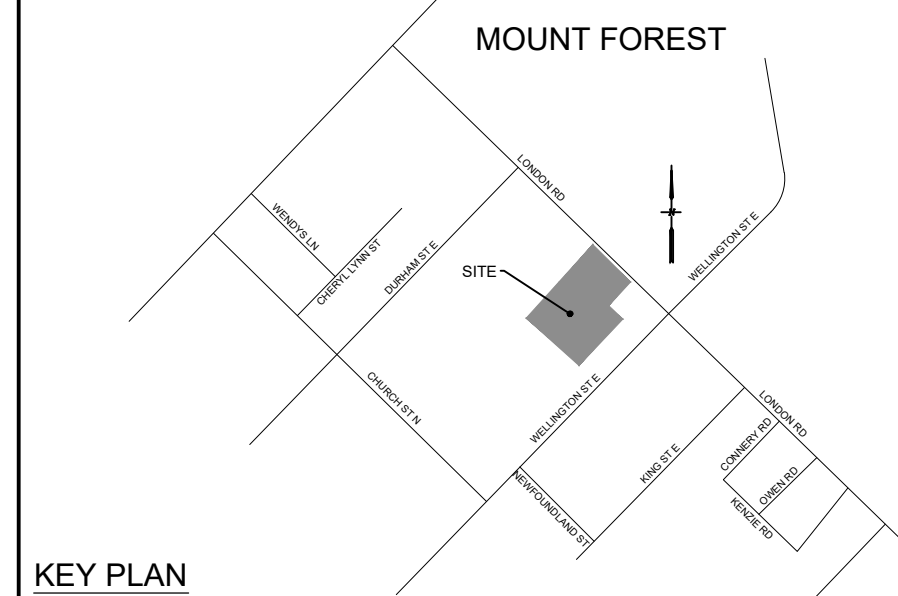 MOUNT FOREST
LONDON RD
WENDYS LN
CHERYL LYNN ST
DURHAM ST E
WELLINGTON ST E
SITE
CHURCH ST N
WELLINGTON ST E
LONDON RD
CONNERY RD
KING ST E
OWEN RD
NEWFOUNDLAND ST
KENZIE RD
KEY PLAN